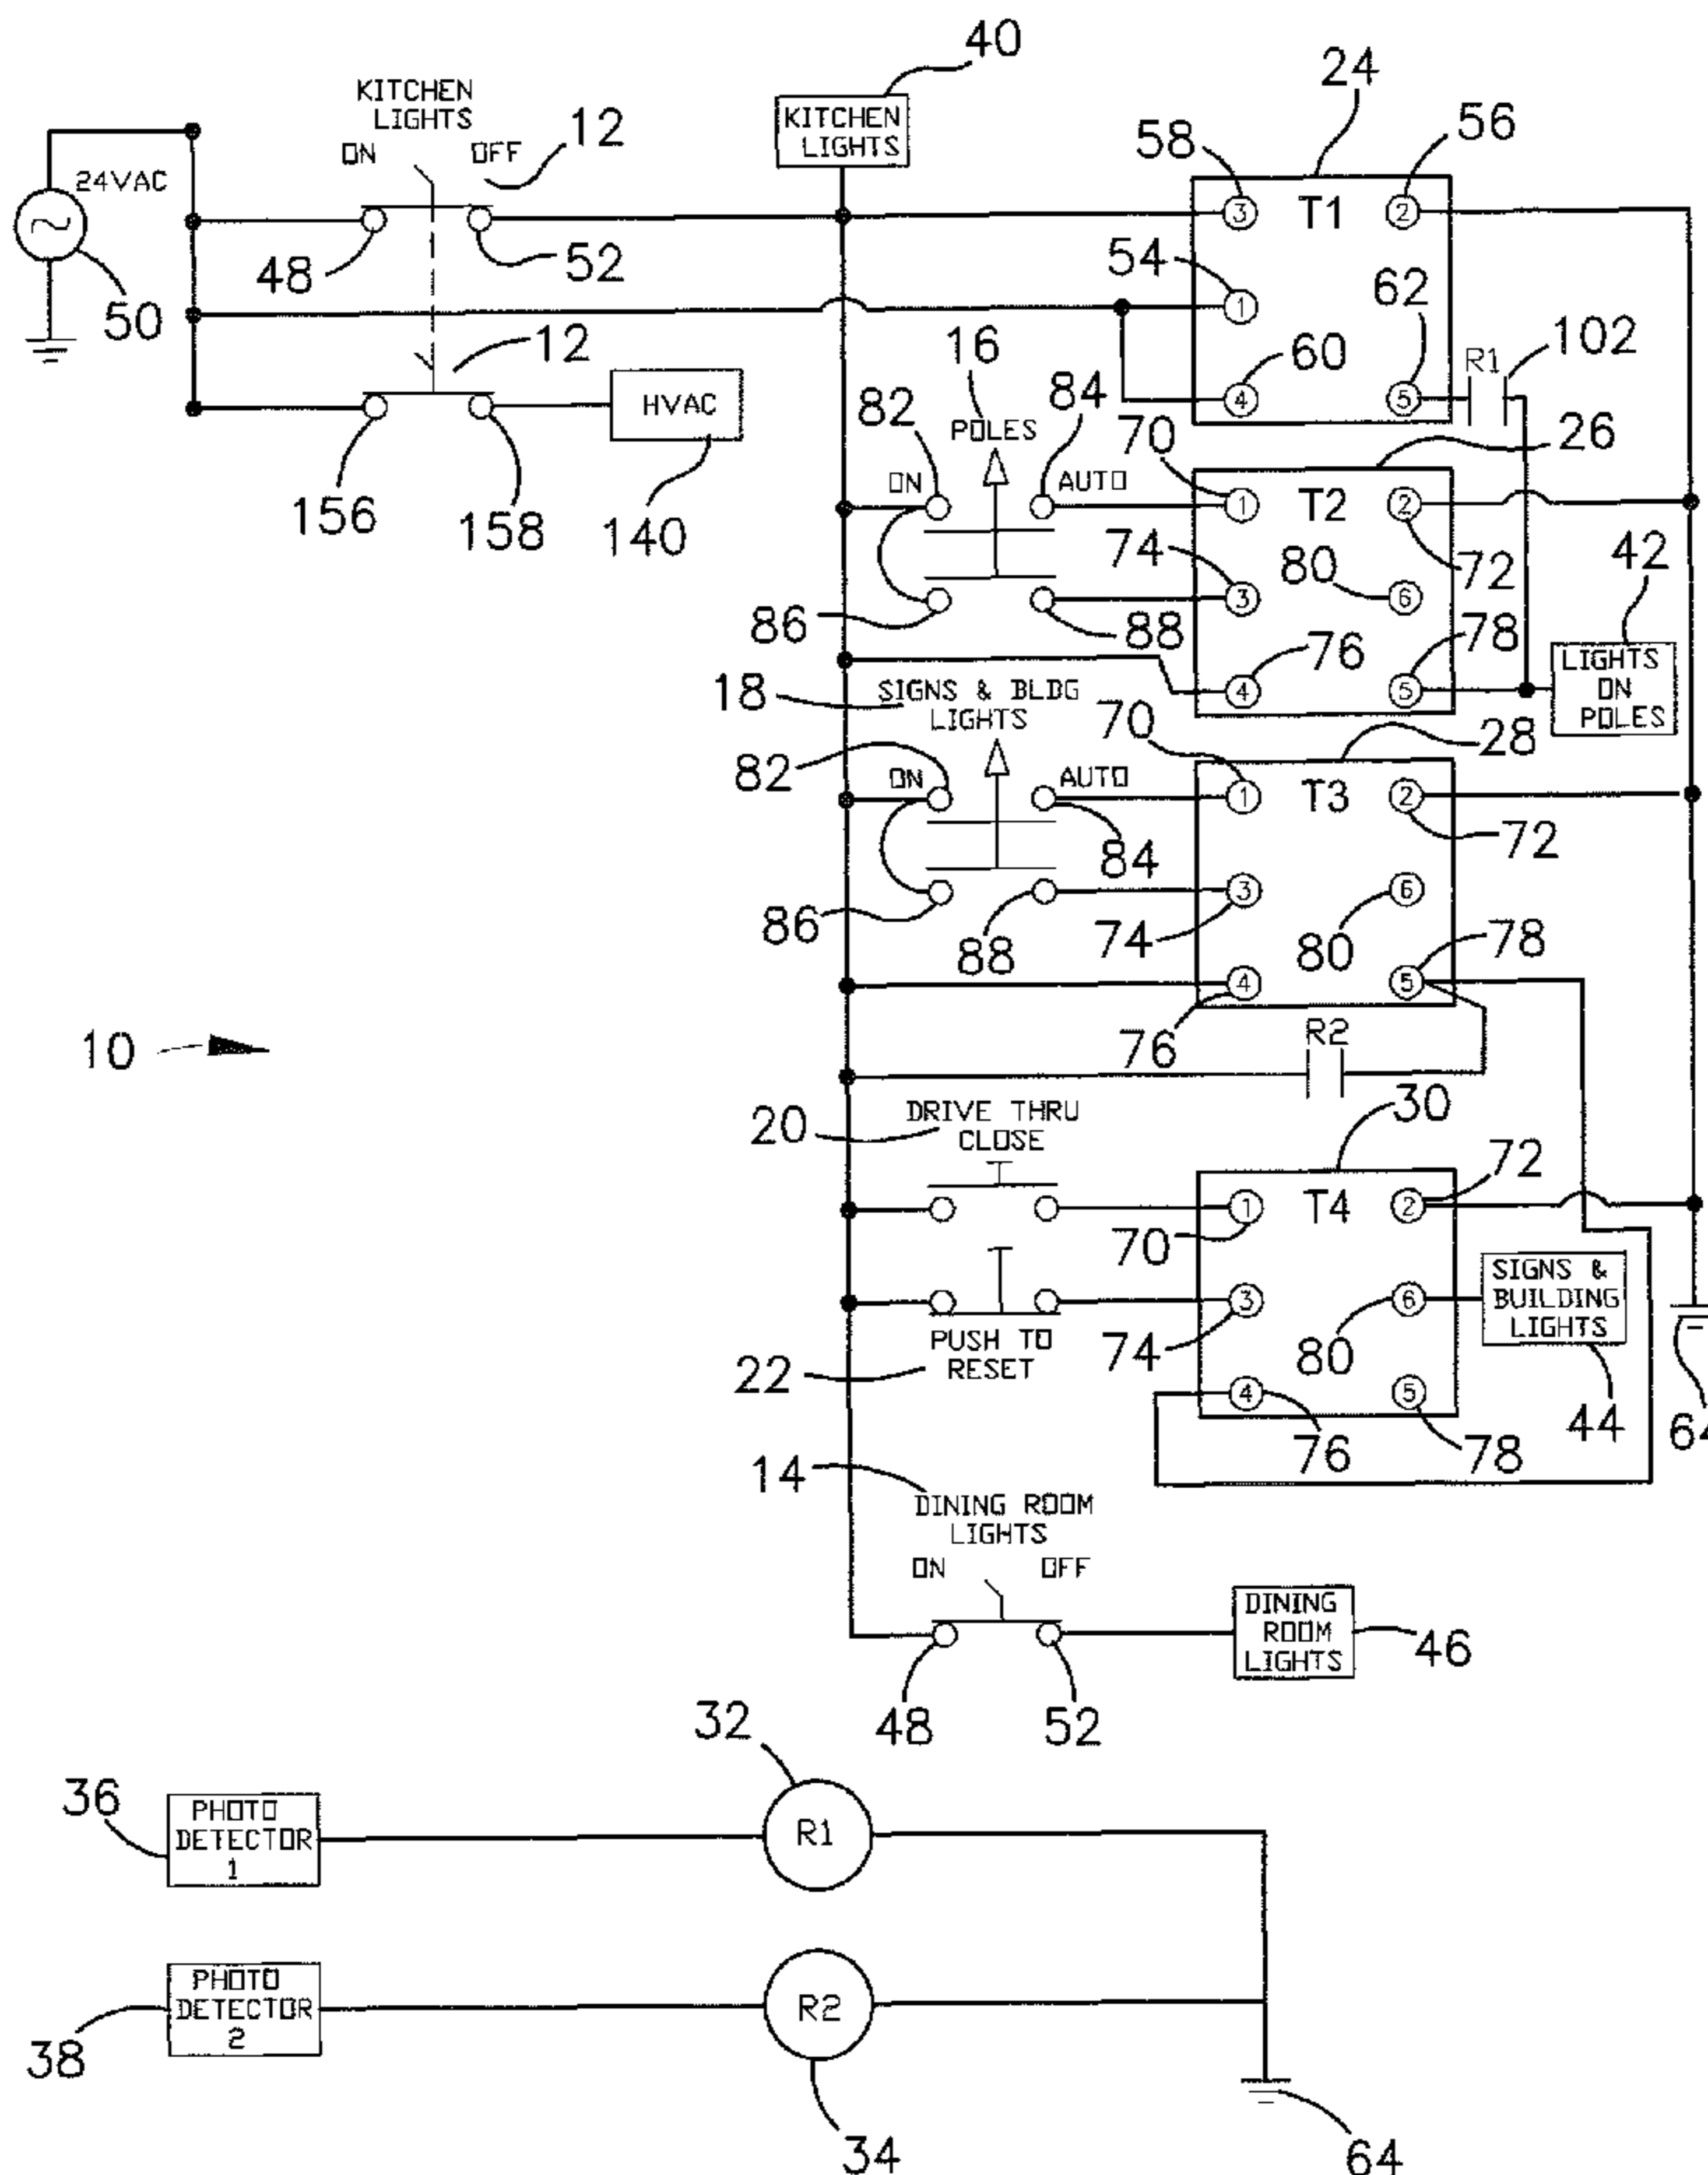 40
24
KITCHEN
LIGHTS
ON
OFF
12
KITCHEN
LIGHTS
58
56
24VAC
3
T1
2
48
52
54
62
50
1
12
16
60
R1
102
HVAC
82
POLES
84
70
4
5
26
156
158
140
ON
AUTO
1
T2
2
42
74
80
72
86
88
3
6
76
78
LIGHTS
ON
POLES
18
SIGNS & BLDG
LIGHTS
70
4
5
28
82
ON
AUTO
1
T3
2
84
72
86
88
3
6
74
80
78
4
5
10
76
R2
20
DRIVE THRU
CLOSE
30
72
1
T4
2
70
SIGNS &
BUILDING
LIGHTS
3
6
22
PUSH TO
RESET
74
80
4
5
44
64
76
78
14
DINING ROOM
LIGHTS
ON
OFF
DINING
ROOM
LIGHTS
46
48
52
32
36
PHOTO
DETECTOR
1
R1
38
PHOTO
DETECTOR
2
R2
34
64